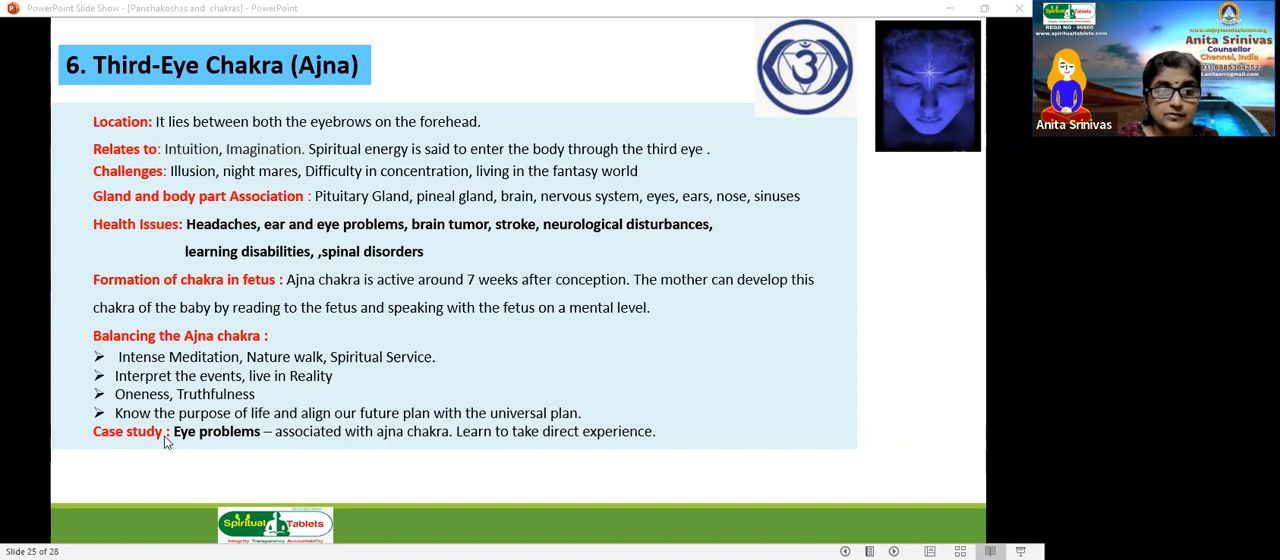 PowerPoint Slide Show - [Panchakoshas and chakras] - PowerPoint
6. Third-Eye Chakra (Ajna)
Location: It lies between both the eyebrows on the forehead.
Relates to: Intuition, Imagination. Spiritual energy is said to enter the body through the third eye .
Challenges: Illusion, night mares, Difficulty in concentration, living in the fantasy world
Gland and body part Association : Pituitary Gland, pineal gland, brain, nervous system, eyes, ears, nose, sinuses
Health Issues: Headaches, ear and eye problems, brain tumor, stroke, neurological disturbances,
learning disabilities, ,spinal disorders
Formation of chakra in fetus : Ajna chakra is active around 7 weeks after conception. The mother can develop this
chakra of the baby by reading to the fetus and speaking with the fetus on a mental level.
Balancing the Ajna chakra :
➢ Intense Meditation, Nature walk, Spiritual Service.
➢ Interpret the events, live in Reality
➢ Oneness, Truthfulness
➢ Know the purpose of life and align our future plan with the universal plan.
Case study : Eye problems – associated with ajna chakra. Learn to take direct experience.
Spiritual Tablets
Integrity Transparency Accountability
Slide 25 of 28
Spiritual Tablets
www.spiritualtablets.com
Anita Srinivas
Counsellor
Chennai, India
Anita Srinivas